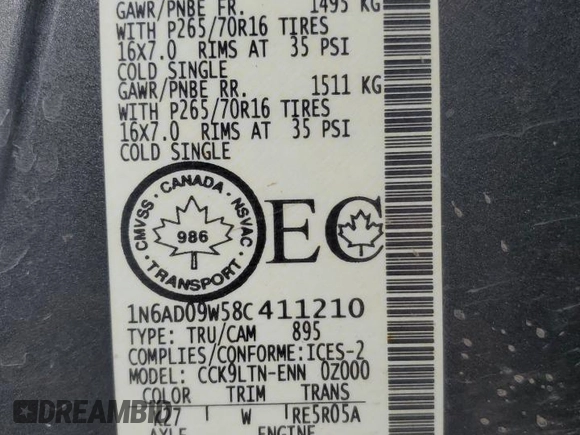 GAWR/PNBE FR. 1495 KG
WITH P265/70R16 TIRES
16X7.0 RIMS AT 35 PSI
COLD SINGLE
GAWR/PNBE RR. 1511 KG
WITH P265/70R16 TIRES
16X7.0 RIMS AT 35 PSI
COLD SINGLE
CMVSS · CANADA · NSVAC · TRANSPORT ·
986
EC
1N6AD09W58C411210
TYPE: TRU/CAM 895
COMPLIES/CONFORME:ICES-2
MODEL: CCK9LTN-ENN 0Z000
COLOR TRIM TRANS
K27 W RE5R05A
AXLE ENGINE
DREAMBID